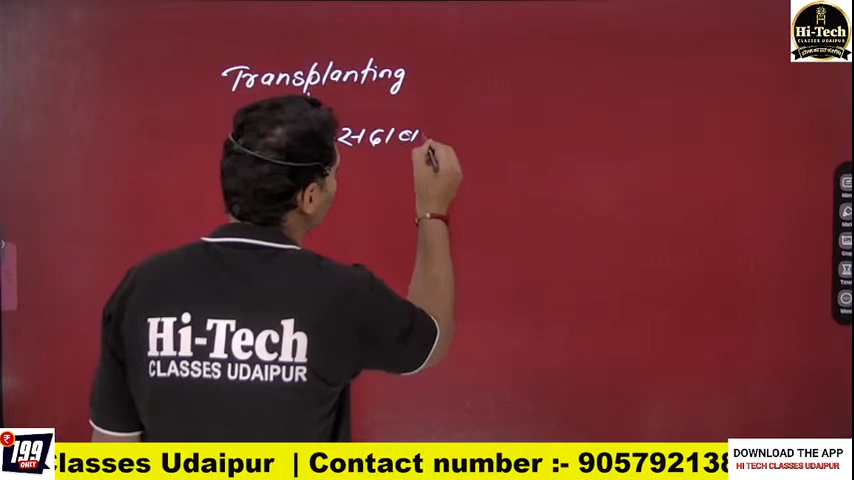 Hi-Tech
CLASSES UDAIPUR
Transplanting
Hi-Tech
CLASSES UDAIPUR
₹ 199
ONLY
Classes Udaipur | Contact number :- 905792138
DOWNLOAD THE APP
HI TECH CLASSES UDAIPUR